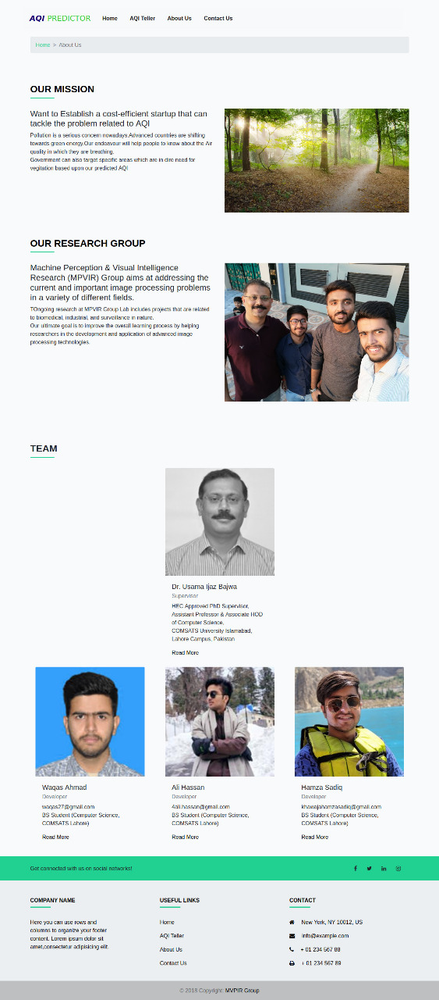 AQI PREDICTOR Home AQI Teller About Us Contact Us
Home > About Us
OUR MISSION
Want to Establish a cost-efficient startup that can
tackle the problem related to AQI
Pollution is a serious concern nowadays.Advanced countries are shifting
towards green energy.Our endeavour will help people to know about the Air
quality in which they are breathing.
Government can also target specific areas which are in dire need for
vegitation based upon our predicted AQI
OUR RESEARCH GROUP
Machine Perception & Visual Intelligence
Research (MPVIR) Group aims at addressing the
current and important image processing problems
in a variety of different fields.
TOngoing research at MPVIR Group Lab includes projects that are related
to biomedical, industrial, and surveillance in nature.
Our ultimate goal is to improve the overall learning process by helping
researchers in the development and application of advanced image
processing technologies.
TEAM
Dr. Usama Ijaz Bajwa
Supervisor
HEC Approved PhD Supervisor,
Assistant Professor & Associate HOD
of Computer Science,
COMSATS University Islamabad,
Lahore Campus, Pakistan
Read More
Waqas Ahmad
Developer
waqas27@gmail.com
BS Student (Computer Science,
COMSATS Lahore)
Read More
Ali Hassan
Developer
4ali.hassan@gmail.com
BS Student (Computer Science,
COMSATS Lahore)
Read More
Hamza Sadiq
Developer
khawajahamzasadiq@gmail.com
BS Student (Computer Science,
COMSATS Lahore)
Read More
Get connected with us on social networks!
COMPANY NAME
Here you can use rows and
columns to organize your footer
content. Lorem ipsum dolor sit
amet,consectetur adipisicing elit.
USEFUL LINKS
Home
AQI Teller
About Us
Contact Us
CONTACT
New York, NY 10012, US
info@example.com
+ 01 234 567 88
+ 01 234 567 89
© 2018 Copyright: MVPIR Group